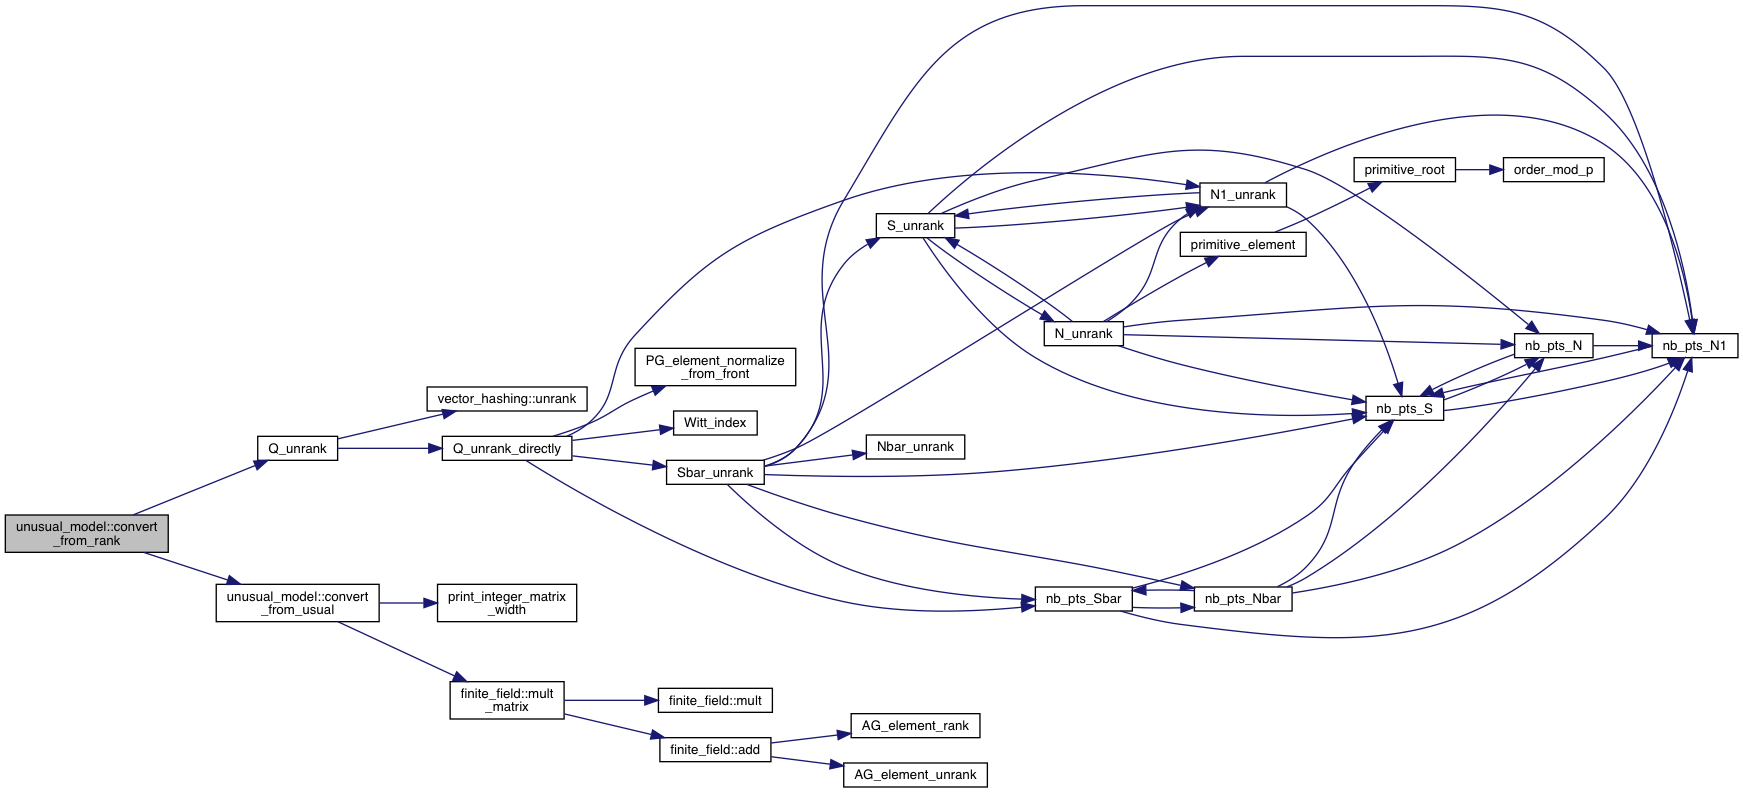 unusual_model::convert
_from_rank
Q_unrank
unusual_model::convert
_from_usual
vector_hashing::unrank
Q_unrank_directly
print_integer_matrix
_width
finite_field::mult
_matrix
PG_element_normalize
_from_front
Witt_index
Sbar_unrank
finite_field::mult
finite_field::add
S_unrank
Nbar_unrank
AG_element_rank
AG_element_unrank
N_unrank
nb_pts_Sbar
N1_unrank
primitive_element
nb_pts_Nbar
primitive_root
nb_pts_S
order_mod_p
nb_pts_N
nb_pts_N1